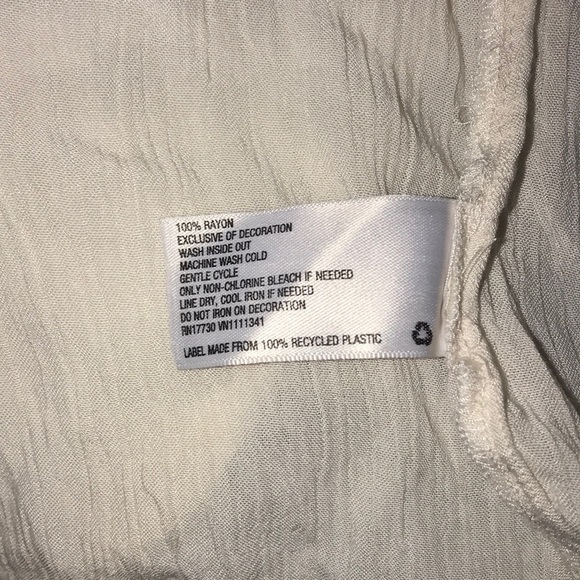 100% RAYON
EXCLUSIVE OF DECORATION
WASH INSIDE OUT
MACHINE WASH COLD
GENTLE CYCLE
ONLY NON-CHLORINE BLEACH IF NEEDED
LINE DRY, COOL IRON IF NEEDED
DO NOT IRON ON DECORATION
RN17730 VN1111341
LABEL MADE FROM 100% RECYCLED PLASTIC